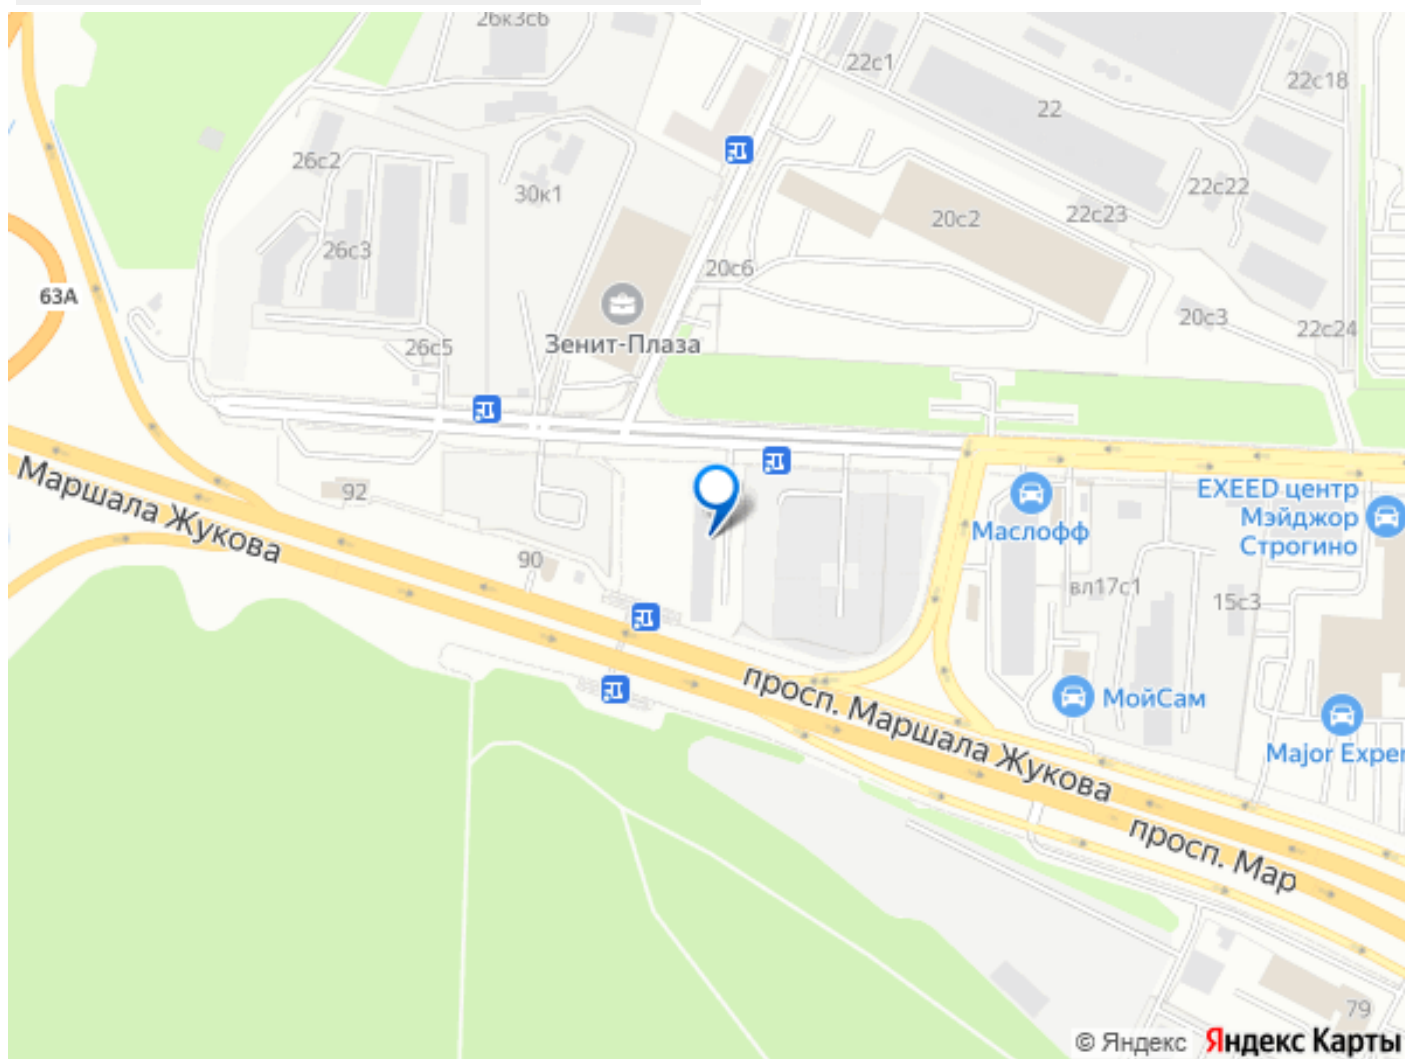 26к3с6
22с1
22с18
22
26с2
30к1
22с22
22с23
20с2
26с3
20с6
63А
20с3
22с24
Зенит-Плаза
26с5
Маршала Жукова
92
EXEED центр
Мэйджор
Строгино
Маслофф
90
вл17с1
15с3
просп. Маршала Жукова
МойСам
Major Exper
просп. Мар
79
© Яндекс Яндекс Карты